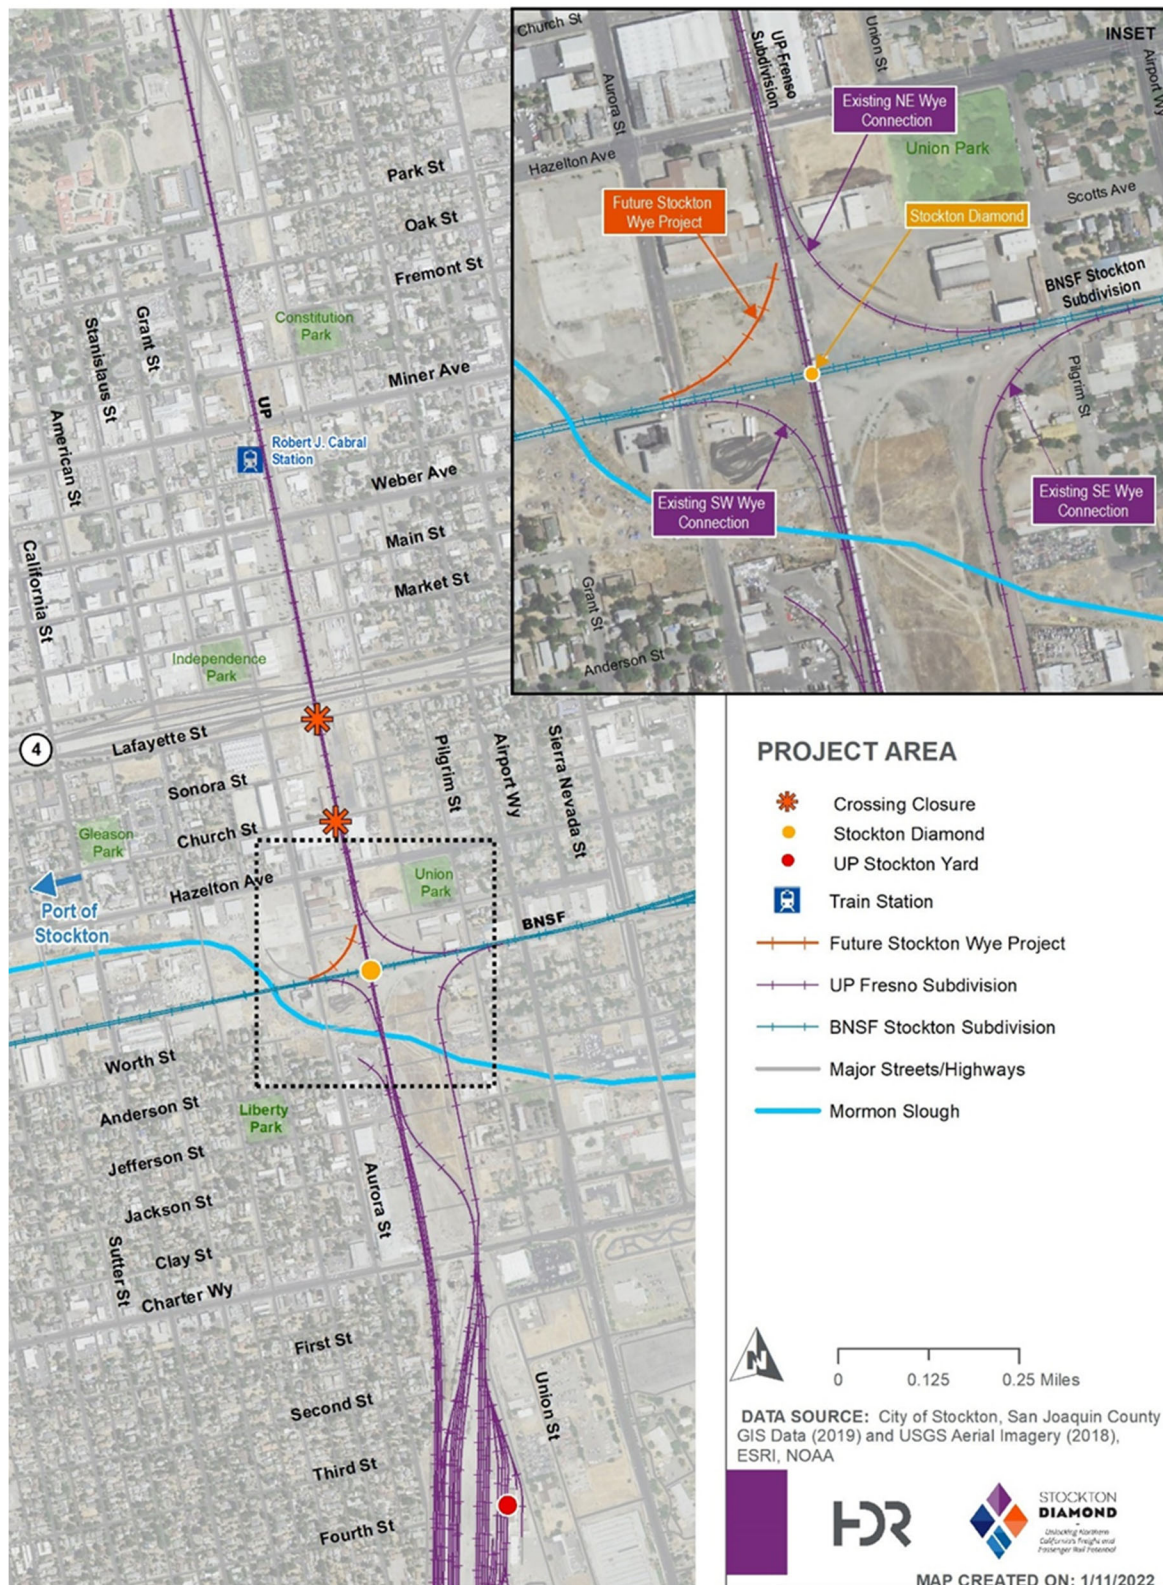 Park St
Oak St
Fremont St
Constitution
Park
Grant St
Stanislaus St
American St
California St
Miner Ave
UP
Robert J. Cabral
Station
Weber Ave
Main St
Market St
Independence
Park
4
Lafayette St
Sonora St
Church St
Gleason
Park
Hazelton Ave
Port of
Stockton
Pilgrim St
Airport Wy
Sierra Nevada St
Union
Park
BNSF
Worth St
Anderson St
Liberty
Park
Jefferson St
Jackson St
Sutter St
Clay St
Charter Wy
Aurora St
First St
Second St
Third St
Fourth St
Union St
INSET
Church St
Aurora St
UP Frenso
Subdivision
Union St
Airport Wy
Existing NE Wye
Connection
Union Park
Hazelton Ave
Future Stockton
Wye Project
Stockton Diamond
Scotts Ave
BNSF Stockton
Subdivision
Pilgrim St
Existing SW Wye
Connection
Existing SE Wye
Connection
Grant St
Anderson St
PROJECT AREA
Crossing Closure
Stockton Diamond
UP Stockton Yard
Train Station
Future Stockton Wye Project
UP Fresno Subdivision
BNSF Stockton Subdivision
Major Streets/Highways
Mormon Slough
N
0 0.125 0.25 Miles
DATA SOURCE: City of Stockton, San Joaquin County
GIS Data (2019) and USGS Aerial Imagery (2018),
ESRI, NOAA
HDR
STOCKTON
DIAMOND
Unlocking Northern
California's Freight and
Passenger Rail Potential
MAP CREATED ON: 1/11/2022